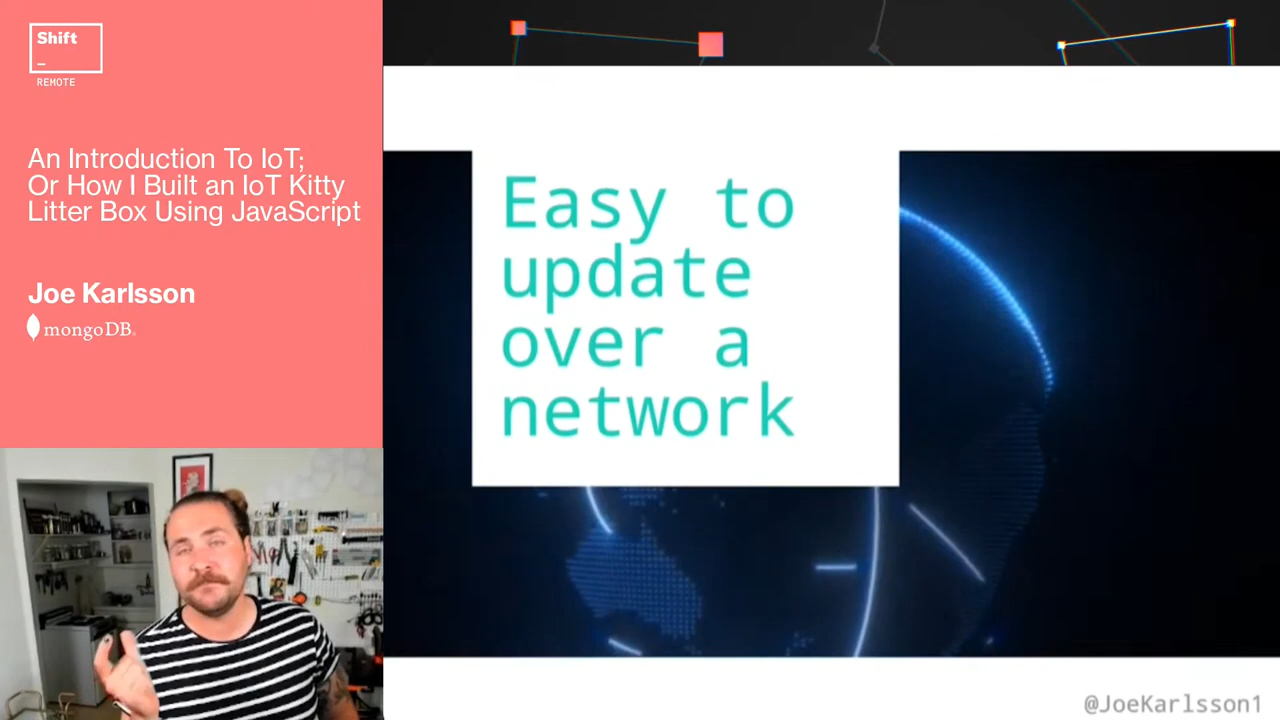 Shift
_
REMOTE
An Introduction To IoT;
Or How I Built an IoT Kitty
Litter Box Using JavaScript
Joe Karlsson
mongoDB.
Easy to
update
over a
network
@JoeKarlsson1